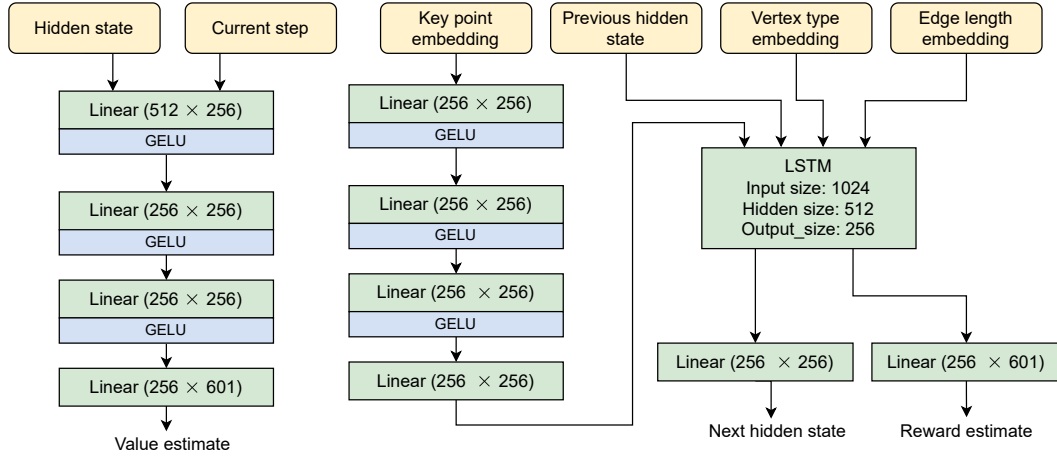 Hidden state
Current step
Linear (512 × 256)
GELU
Linear (256 × 256)
GELU
Linear (256 × 256)
GELU
Linear (256 × 601)
Value estimate
Key point
embedding
Linear (256 × 256)
GELU
Linear (256 × 256)
GELU
Linear (256 × 256)
GELU
Linear (256 × 256)
Previous hidden
state
Vertex type
embedding
Edge length
embedding
LSTM
Input size: 1024
Hidden size: 512
Output_size: 256
Linear (256 × 256)
Next hidden state
Linear (256 × 601)
Reward estimate